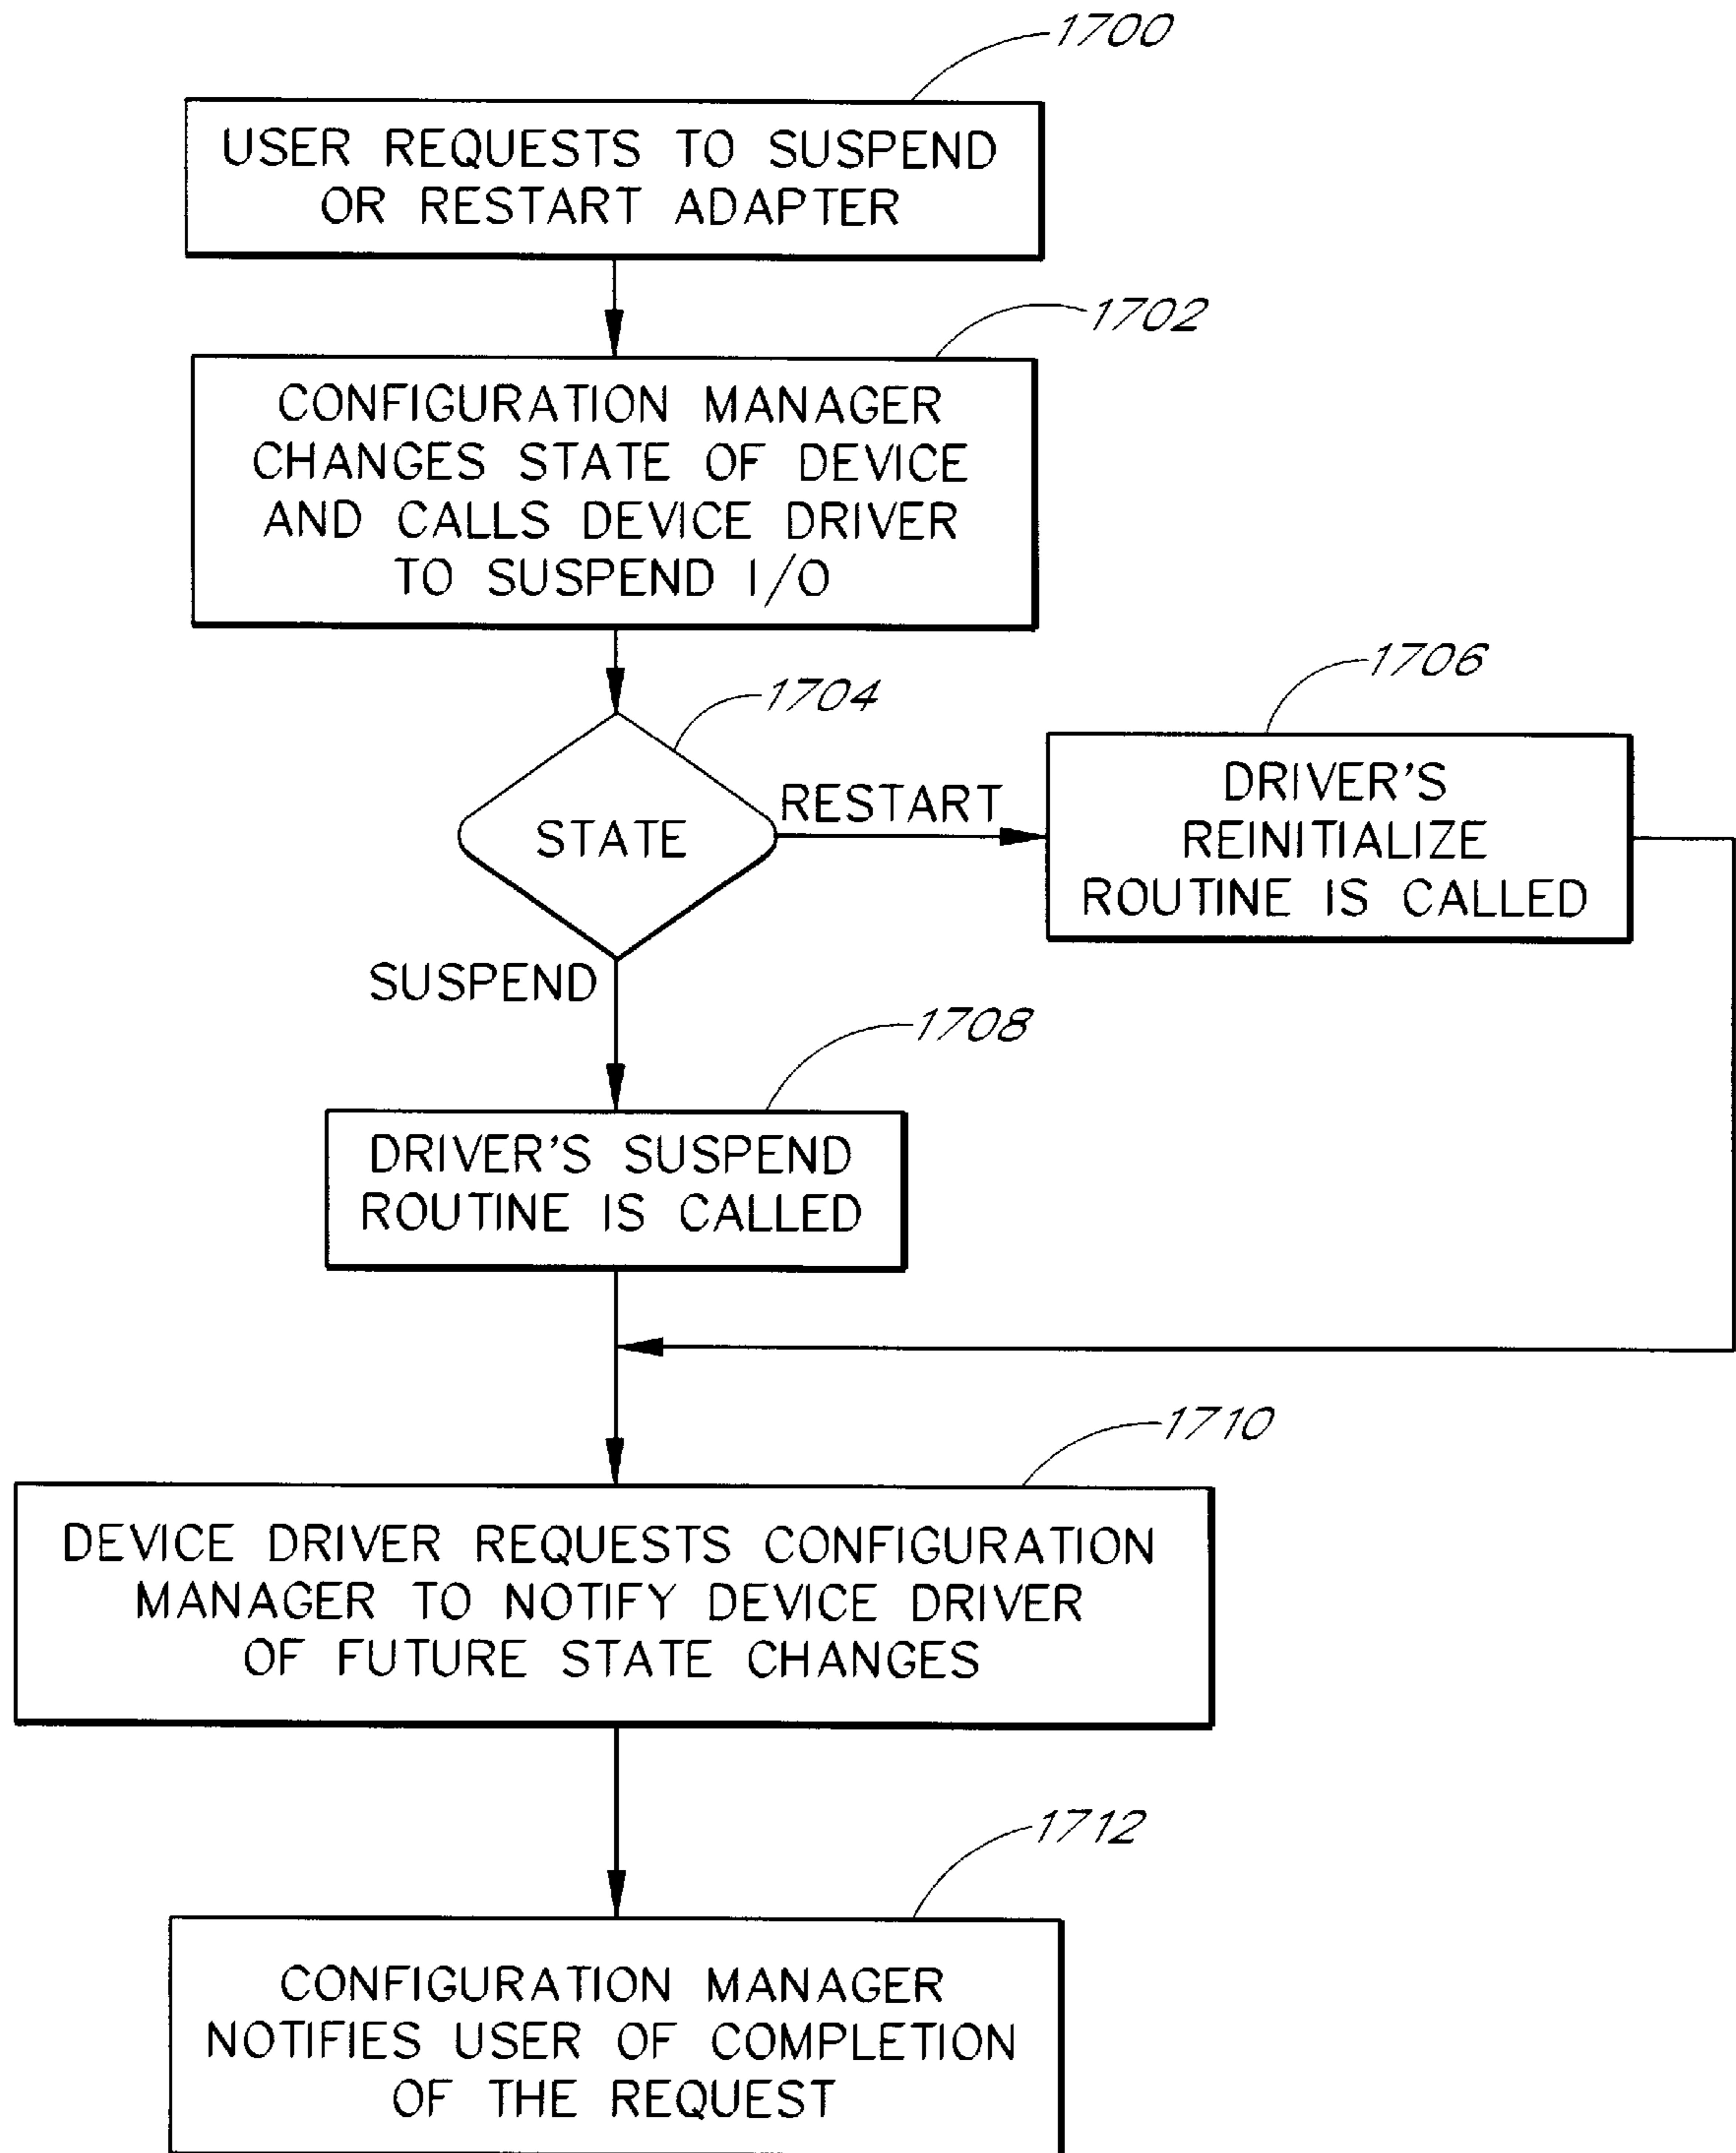 1700
USER REQUESTS TO SUSPEND
OR RESTART ADAPTER
1702
CONFIGURATION MANAGER
CHANGES STATE OF DEVICE
AND CALLS DEVICE DRIVER
TO SUSPEND I/O
1704
STATE
RESTART
1706
DRIVER'S
REINITIALIZE
ROUTINE IS CALLED
SUSPEND
1708
DRIVER'S SUSPEND
ROUTINE IS CALLED
1710
DEVICE DRIVER REQUESTS CONFIGURATION
MANAGER TO NOTIFY DEVICE DRIVER
OF FUTURE STATE CHANGES
1712
CONFIGURATION MANAGER
NOTIFIES USER OF COMPLETION
OF THE REQUEST